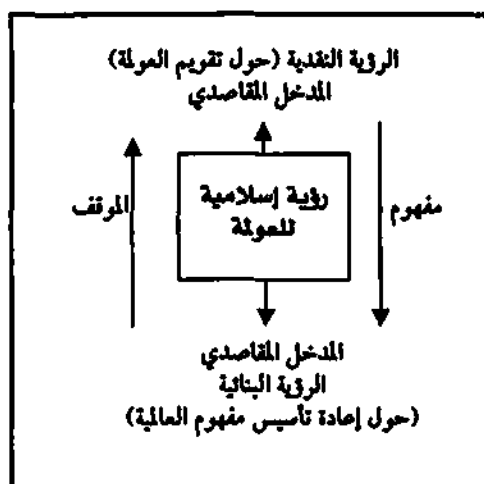 الرؤية النقدية (حول تقويم العولمة)
المدخل المقاصدي
مفهوم
رؤية إسلامية
للعولمة
الموقف
المدخل المقاصدي
الرؤية البنائية
(حول إعادة تأسيس مفهوم العالمية)